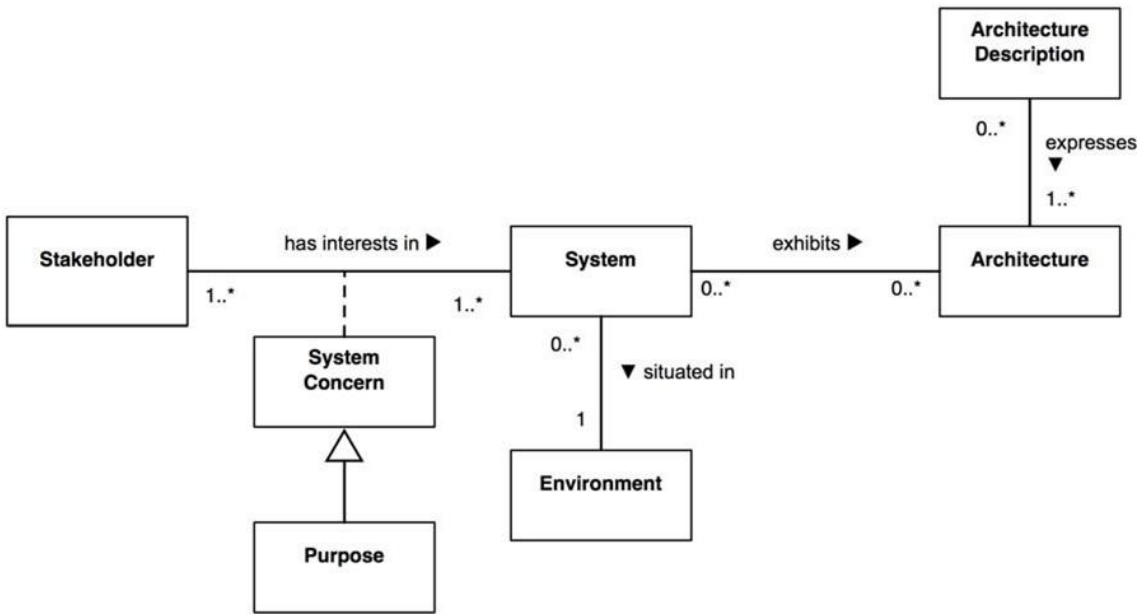 Architecture
Description
0..*
expresses
▼
1..*
Stakeholder
has interests in ▶
System
exhibits ▶
Architecture
1..*
1..*
0..*
0..*
System
Concern
0..*
▼ situated in
1
Environment
Purpose